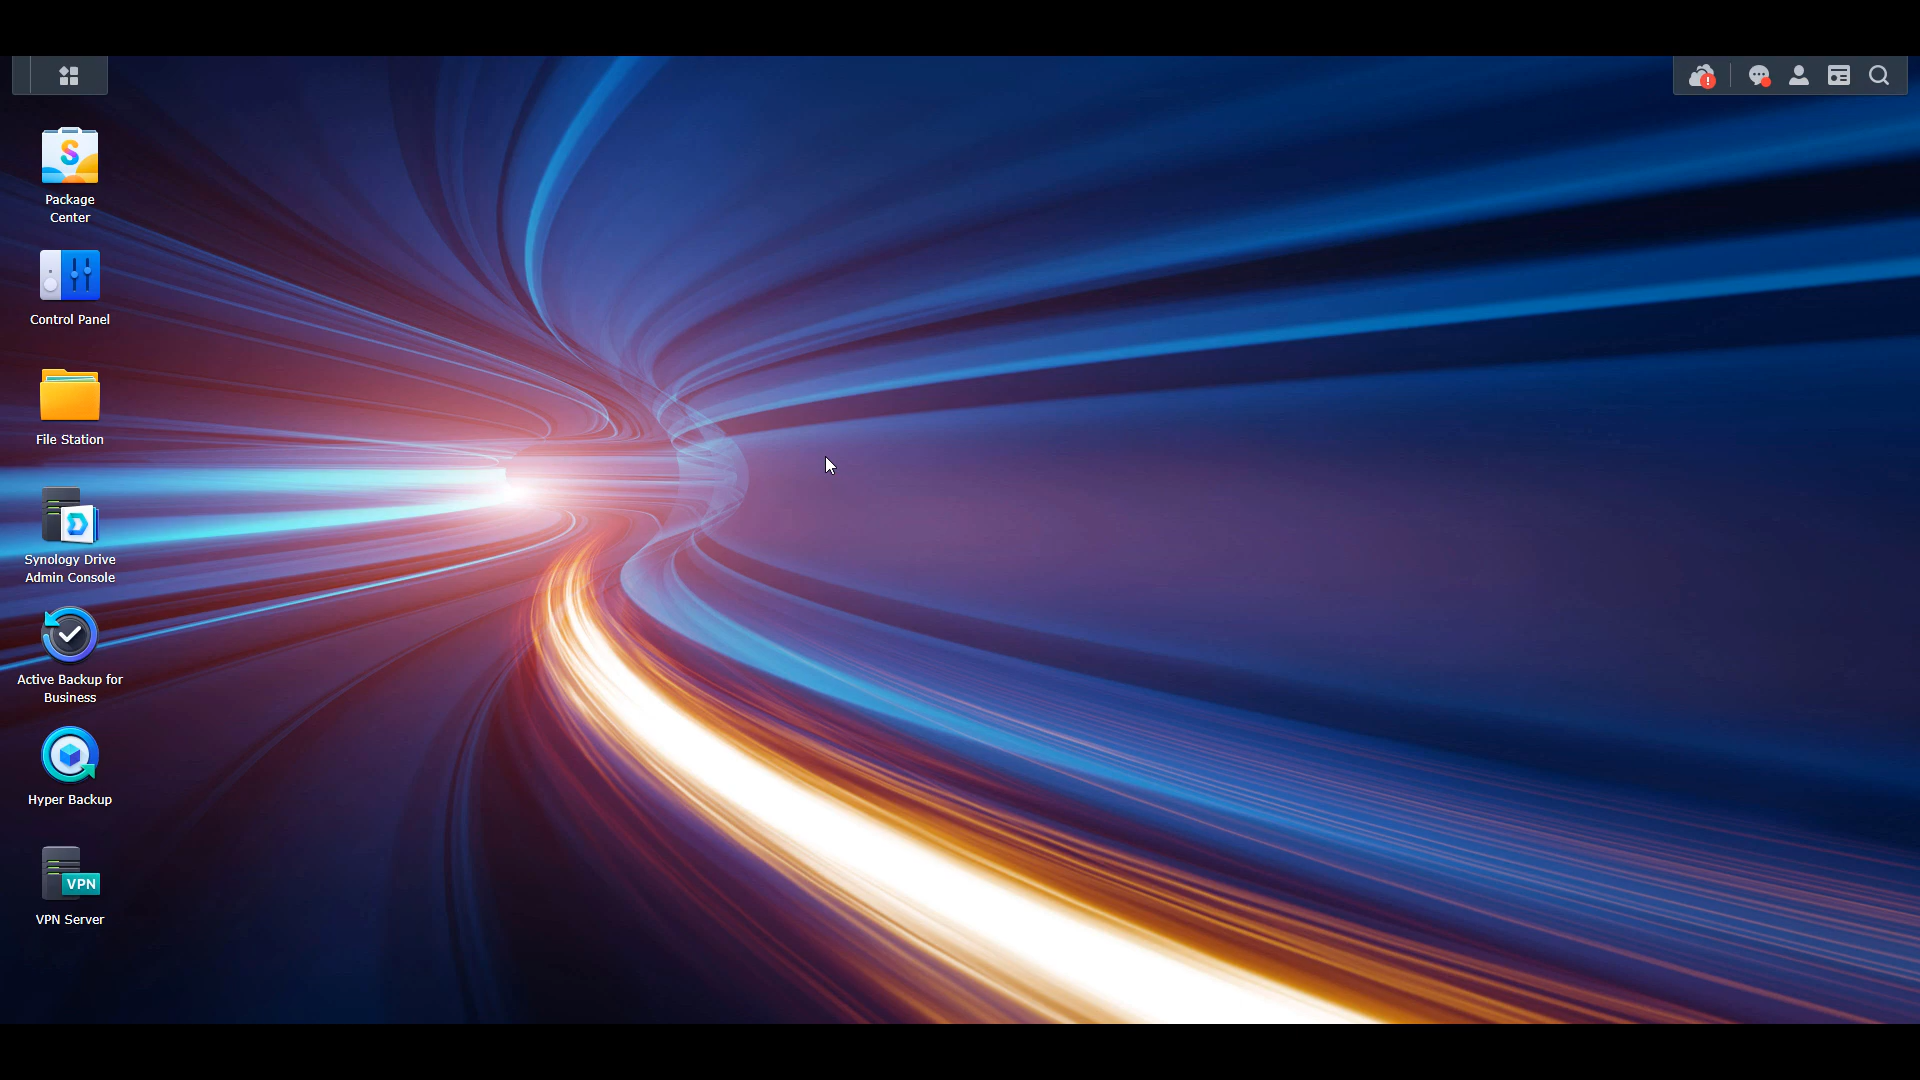 S
Package
Center
Control Panel
File Station
Synology Drive
Admin Console
Active Backup for
Business
Hyper Backup
VPN
VPN Server